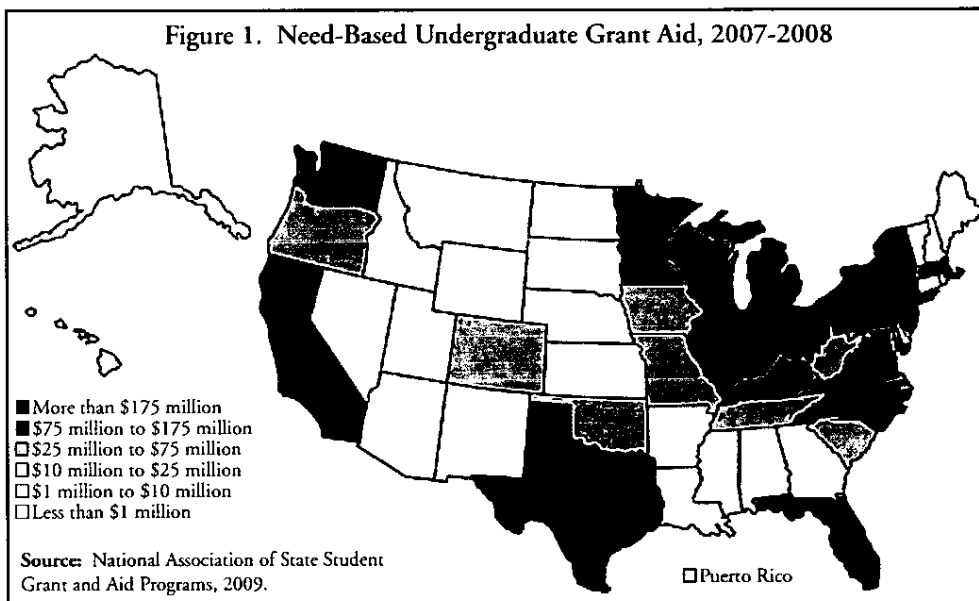 Figure 1. Need-Based Undergraduate Grant Aid, 2007-2008
More than $175 million
$75 million to $175 million
$25 million to $75 million
$10 million to $25 million
$1 million to $10 million
Less than $1 million
Source: National Association of State Student
Grant and Aid Programs, 2009.
Puerto Rico